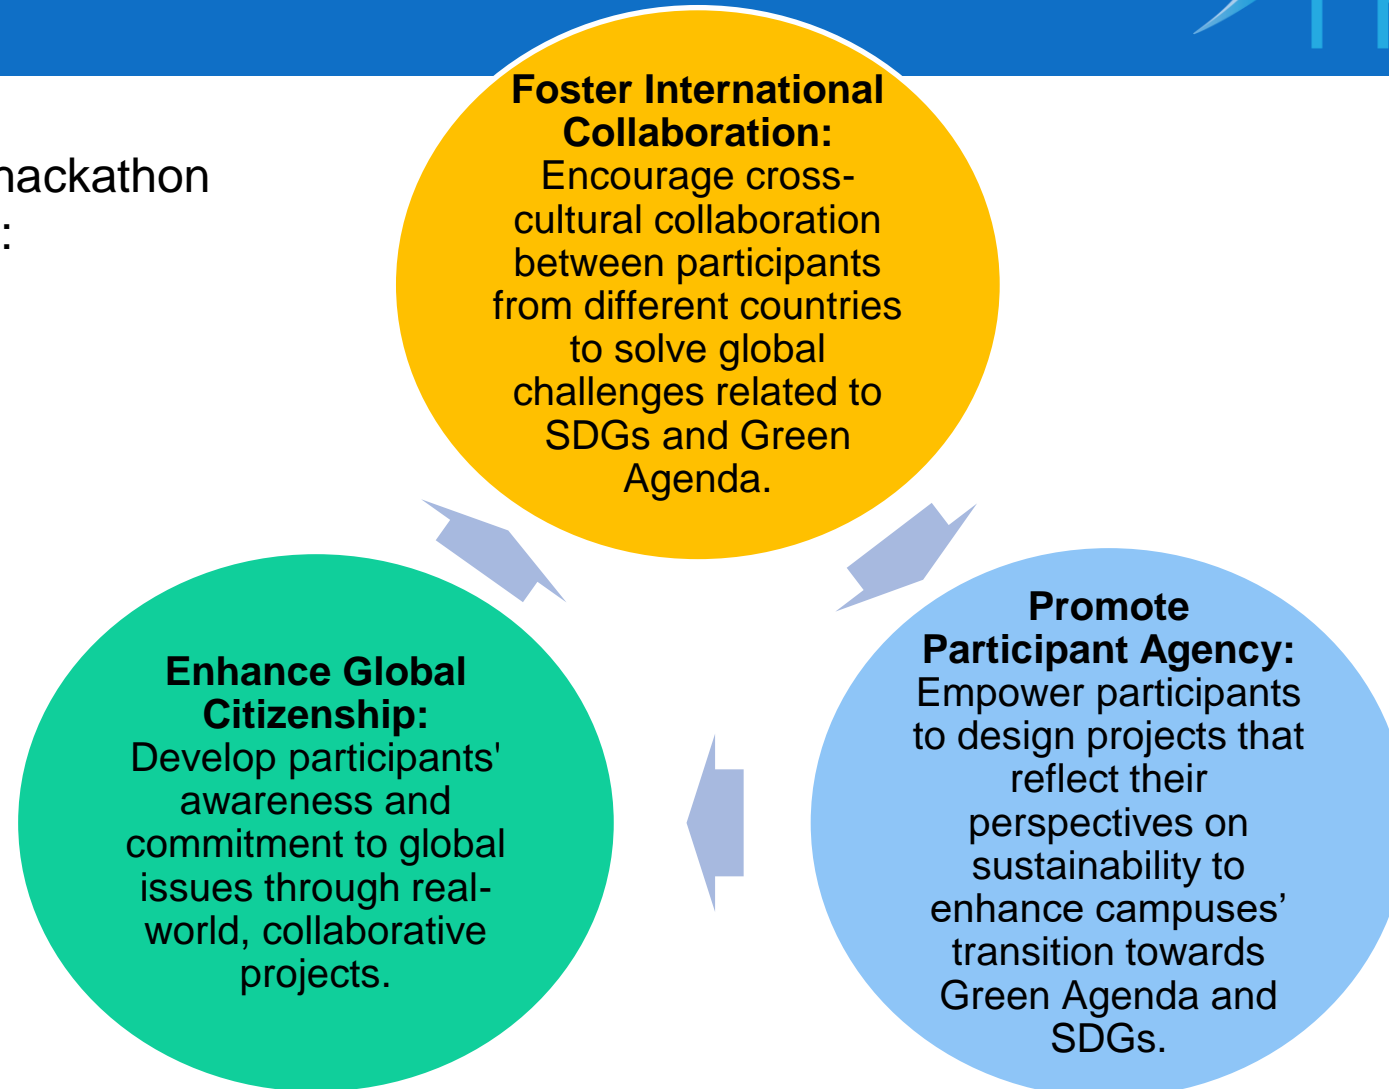 hackathon
:
Foster International
Collaboration:
Encourage cross-
cultural collaboration
between participants
from different countries
to solve global
challenges related to
SDGs and Green
Agenda.
Enhance Global
Citizenship:
Develop participants'
awareness and
commitment to global
issues through real-
world, collaborative
projects.
Promote
Participant Agency:
Empower participants
to design projects that
reflect their
perspectives on
sustainability to
enhance campuses’
transition towards
Green Agenda and
SDGs.